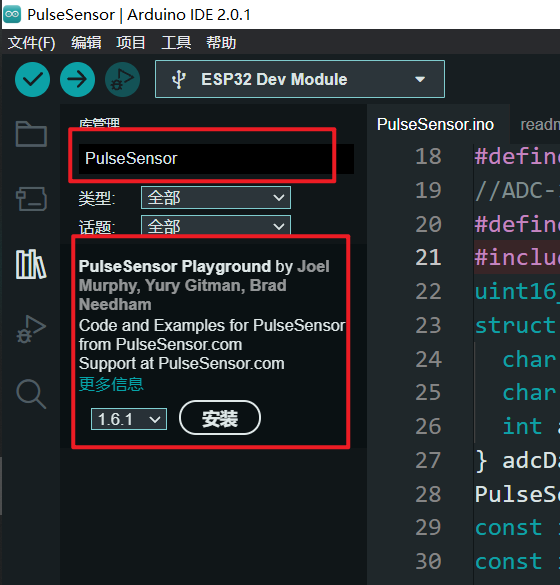 PulseSensor | Arduino IDE 2.0.1
文件(F) 编辑 项目 工具 帮助
ESP32 Dev Module
库管理
PulseSensor
类型: 全部
话题: 全部
PulseSensor Playground by Joel
Murphy, Yury Gitman, Brad
Needham
Code and Examples for PulseSensor
from PulseSensor.com
Support at PulseSensor.com
更多信息
1.6.1 安装
PulseSensor.ino readm
18 #define
19 //ADC-
20 #define
21 #includ
22 uint16_
23 struct
24 char
25 char
26 int
27 } adcDa
28 PulseSe
29 const
30 const